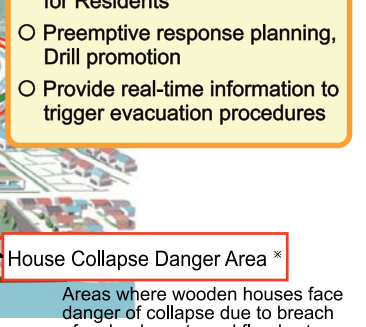 for Residents
○ Preemptive response planning,
Drill promotion
○ Provide real-time information to
trigger evacuation procedures
House Collapse Danger Area ※
Areas where wooden houses face
danger of collapse due to breach